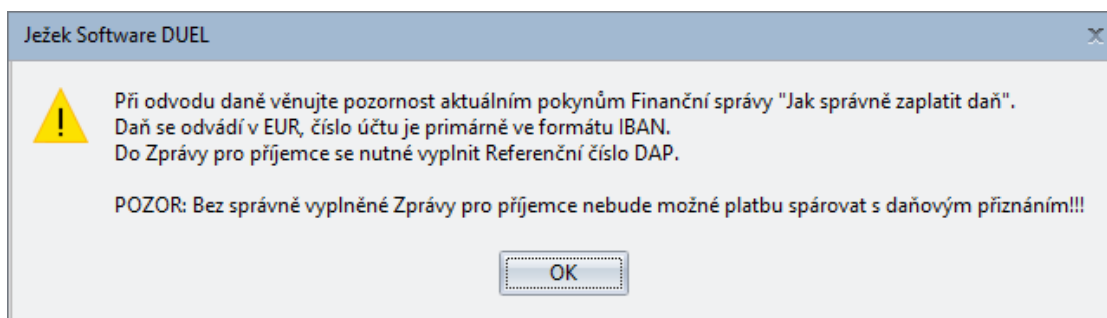 Ježek Software DUEL
Při odvodu daně věnujte pozornost aktuálním pokynům Finanční správy "Jak správně zaplatit daň".
Daň se odvádí v EUR, číslo účtu je primárně ve formátu IBAN.
Do Zprávy pro příjemce se nutné vyplnit Referenční číslo DAP.
POZOR: Bez správně vyplněné Zprávy pro příjemce nebude možné platbu spárovat s daňovým přiznáním!!!
OK